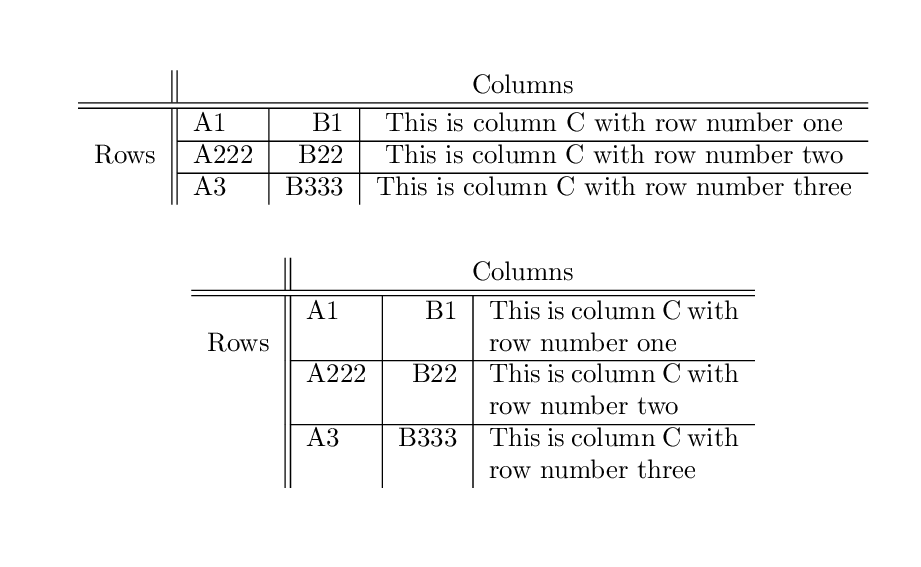 Columns
A1 B1 This is column C with row number one
Rows A222 B22 This is column C with row number two
A3 B333 This is column C with row number three
Columns
A1 B1 This is column C with
Rows row number one
A222 B22 This is column C with
row number two
A3 B333 This is column C with
row number three